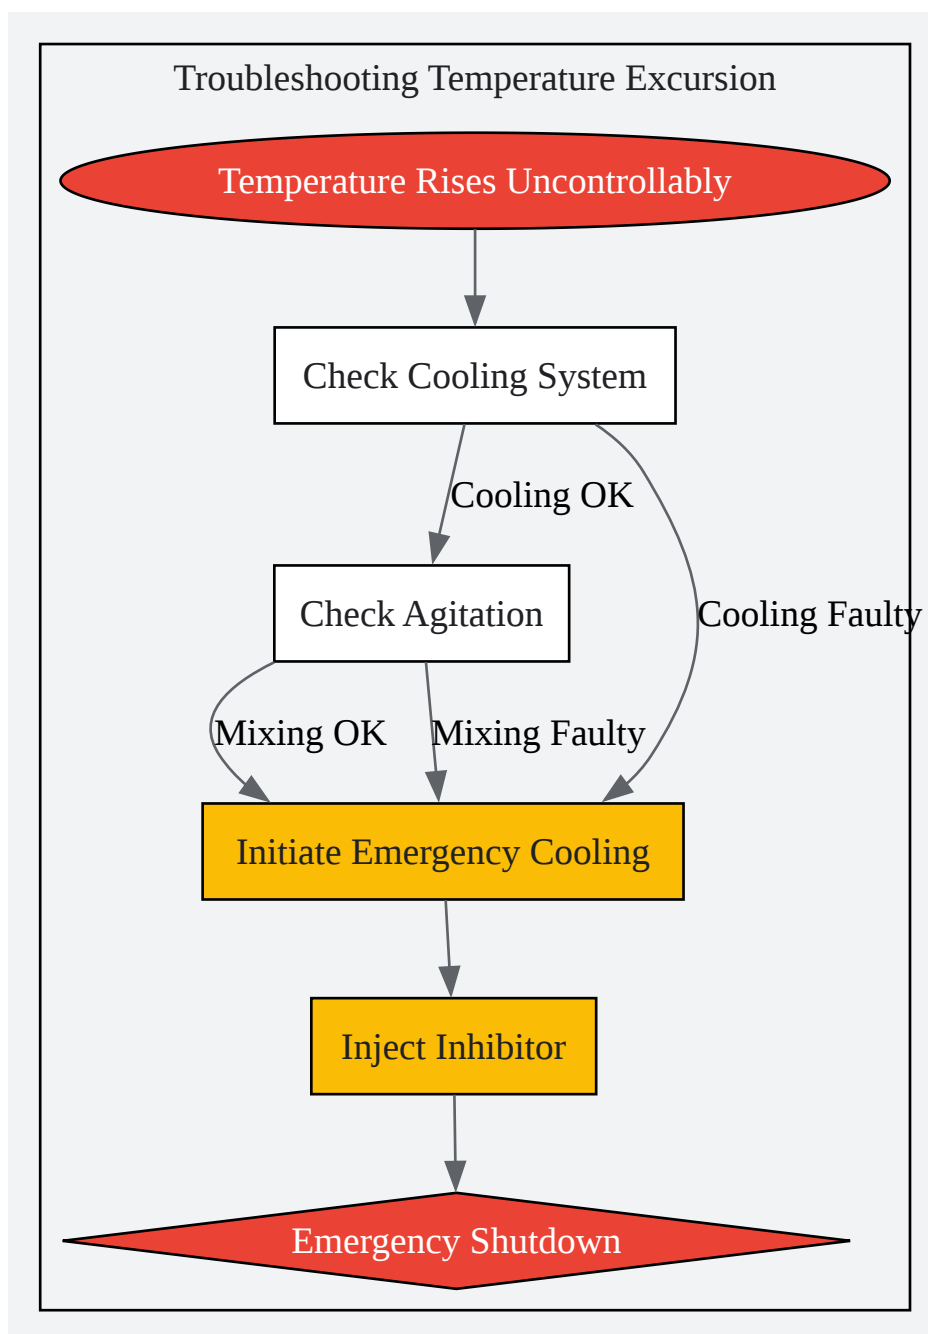 Troubleshooting Temperature Excursion
Temperature Rises Uncontrollably
Check Cooling System
Cooling OK
Check Agitation
Cooling Faulty
Mixing OK
Mixing Faulty
Initiate Emergency Cooling
Inject Inhibitor
Emergency Shutdown